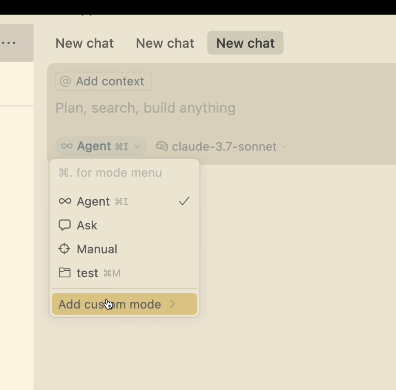 New chat New chat New chat
@ Add context
Plan, search, build anything
Agent ⌘I claude-3.7-sonnet
⌘. for mode menu
Agent ⌘I
Ask
Manual
test ⌘M
Add custom mode